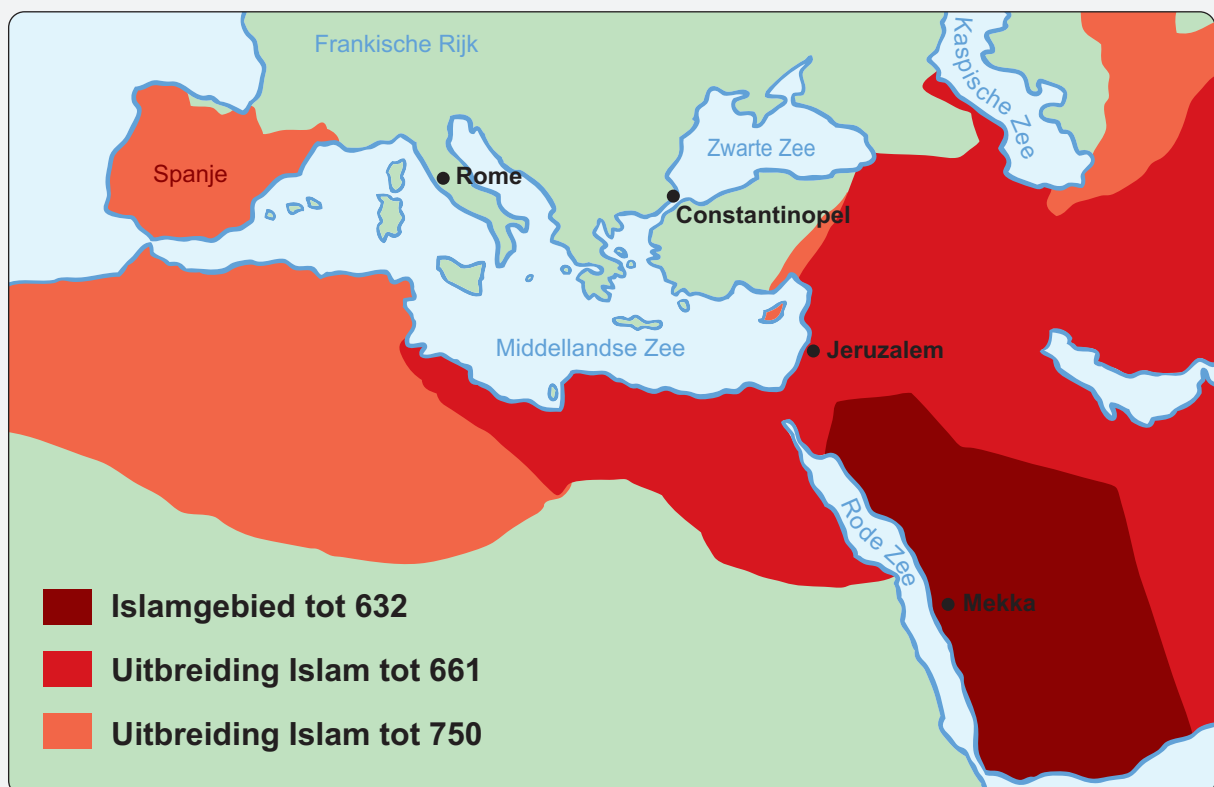 Frankische Rijk
Kaspische Zee
Zwarte Zee
Spanje
Rome
Constantinopel
Middellandse Zee
Jeruzalem
Rode Zee
Mekka
Islamgebied tot 632
Uitbreiding Islam tot 661
Uitbreiding Islam tot 750